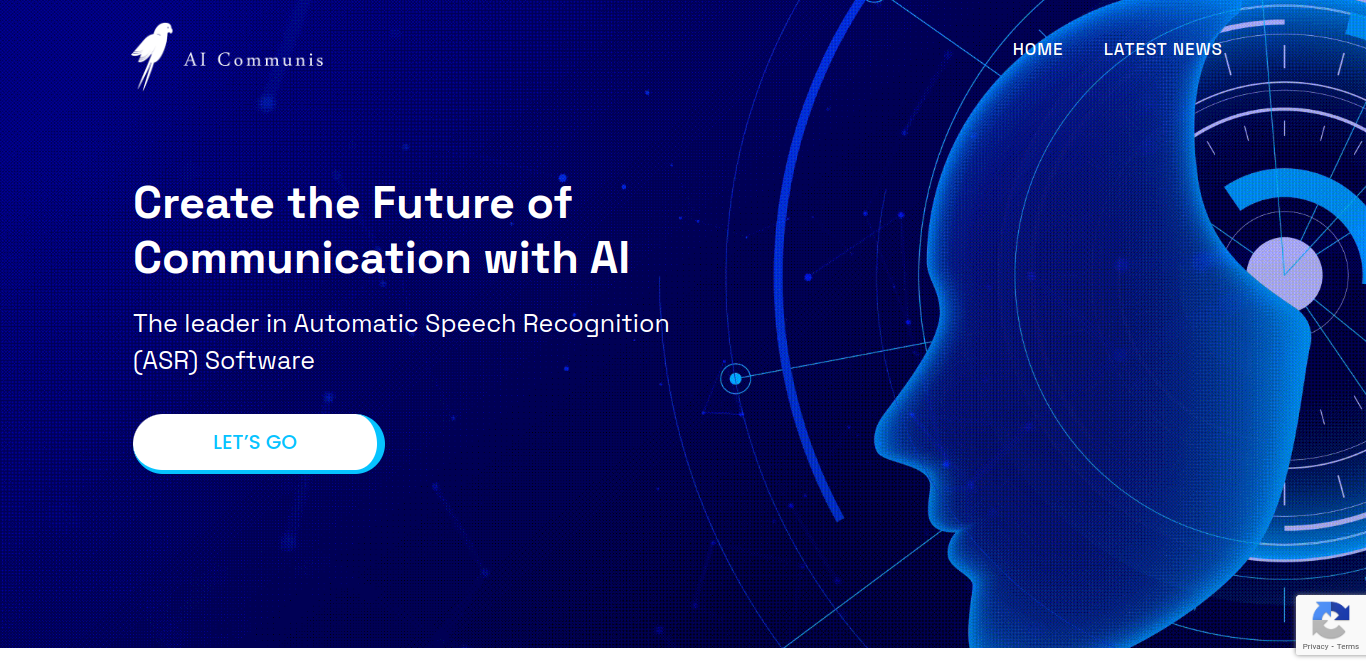 AI Communis
HOME
LATEST NEWS
Create the Future of
Communication with AI
The leader in Automatic Speech Recognition
(ASR) Software
LET'S GO
Privacy - Terms